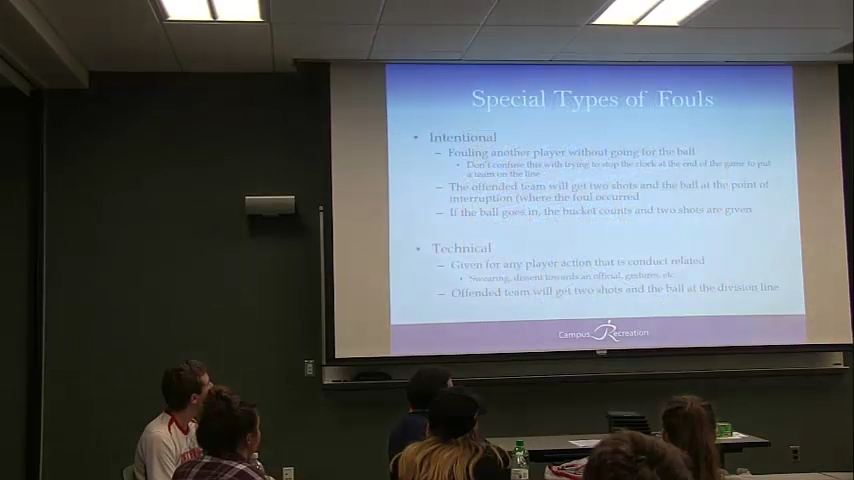 Special Types of Fouls
• Intentional
– Fouling another player without going for the ball
• Don't confuse this with trying to stop the clock at the end of the game to put
a team on the line
– The offended team will get two shots and the ball at the point of
interruption (where the foul occurred
– If the ball goes in, the bucket counts and two shots are given
• Technical
– Given for any player action that is conduct related
• Swearing, dissent towards an official, gestures, etc.
– Offended team will get two shots and the ball at the division line
Campus Recreation